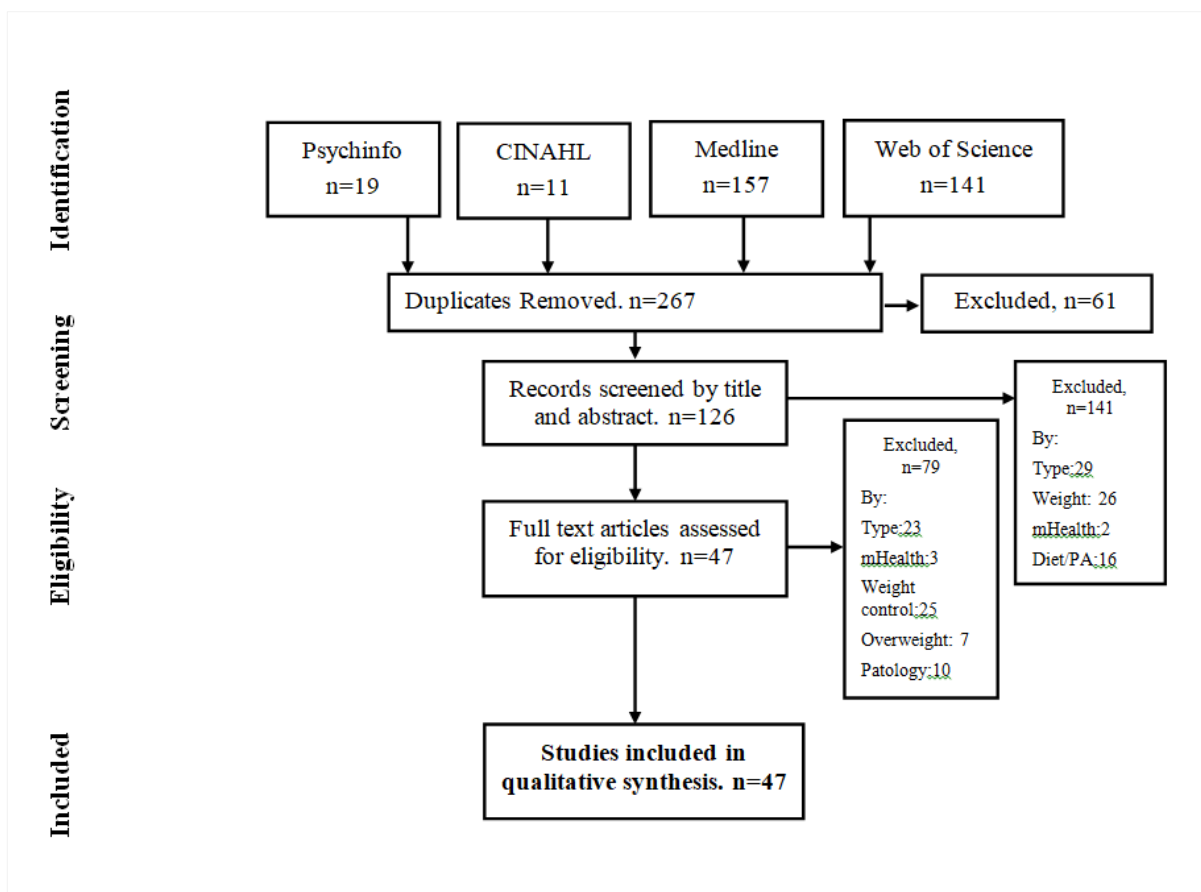 Identification
Psychinfo
n=19
CINAHL
n=11
Medline
n=157
Web of Science
n=141
Duplicates Removed. n=267
Excluded, n=61
Screening
Records screened by title
and abstract. n=126
Excluded,
n=141
By:
Type:29
Weight: 26
mHealth:2
Diet/PA:16
Eligibility
Full text articles assessed
for eligibility. n=47
Excluded,
n=79
By:
Type:23
mHealth:3
Weight
control:25
Overweight: 7
Patology:10
Included
Studies included in
qualitative synthesis. n=47